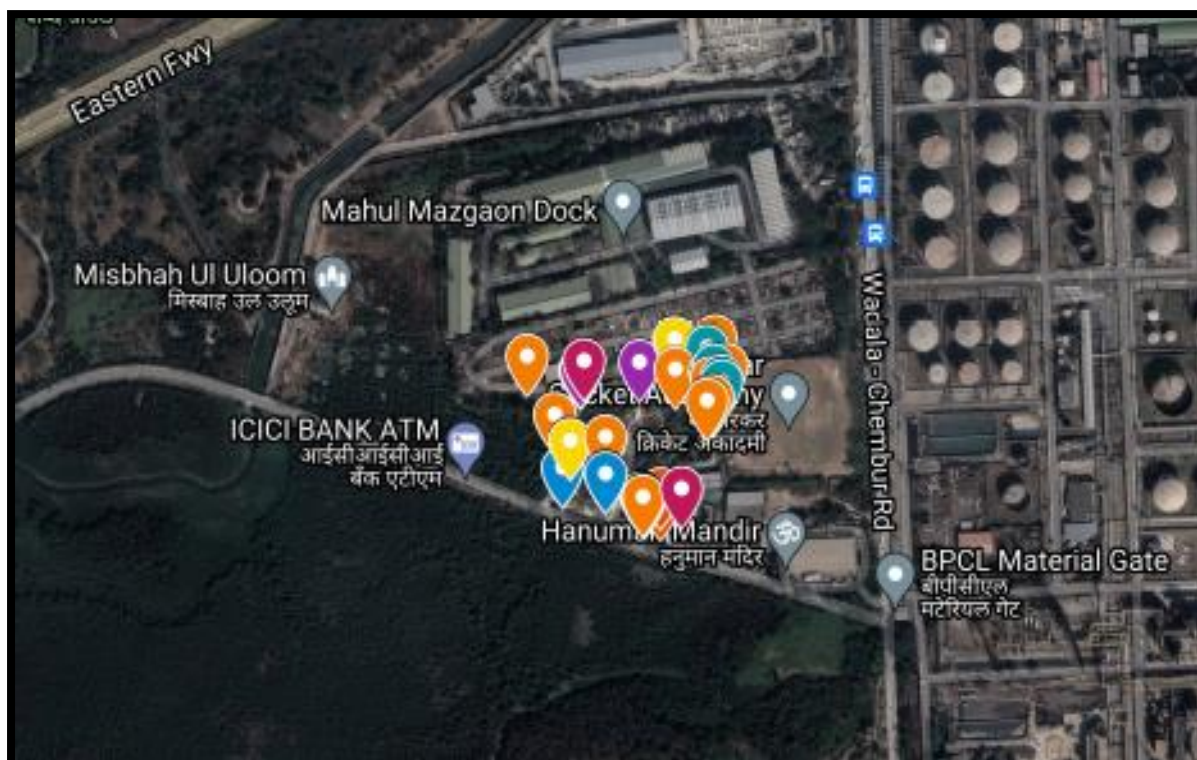 Eastern Fwy
Mahul Mazgaon Dock
Misbhah Ul Uloom
मिस्बाह उल उलूम
ICICI BANK ATM
आईसीआईसीआई
बँक एटीएम
क्रिकेट अकादमी
Wadala - Chembur Rd
Mandir
हनुमान मंदिर
BPCL Material Gate
बीपीसीएल
मटेरियल गेट